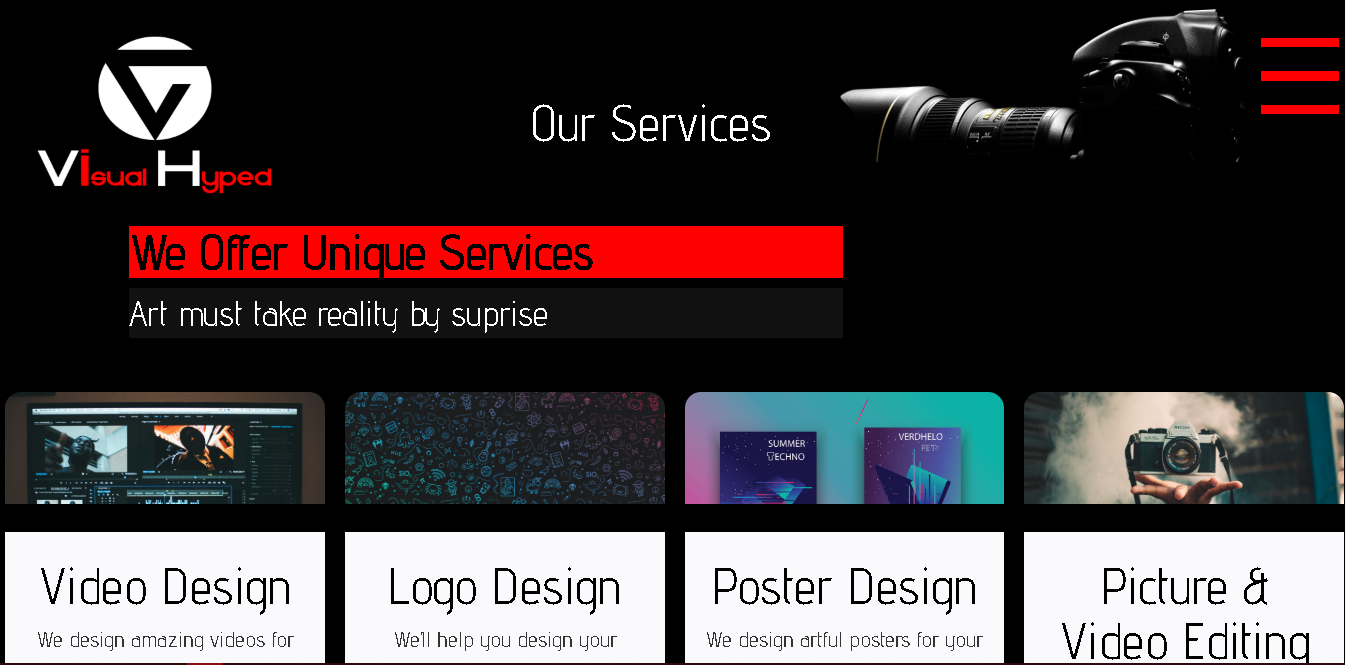 Our Services
Visual Hyped
We Offer Unique Services
Art must take reality by suprise
SUMMER
TECHNO
VERDHELO
FET
Video Design
Logo Design
Poster Design
Picture &
Video Editing
We design amazing videos for
We'll help you design your
We design artful posters for your